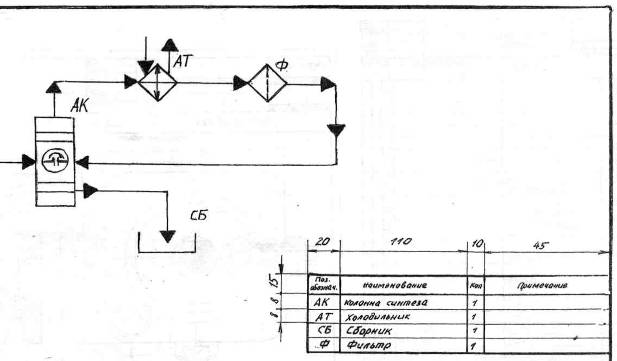 АТ
Ф
АК
СБ
20 110 10 45
15
8
8
Поз. обознач. Наименование Кол Примечание
АК Колонна синтеза 1
АТ Холодильник 1
СБ Сборник 1
Ф Фильтр 1